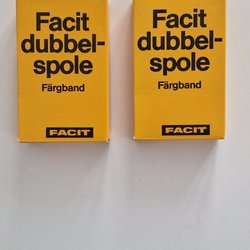 Facit
dubbel-
spole
Färgband
FACIT
Facit
dubbel-
spole
Färgband
FACIT